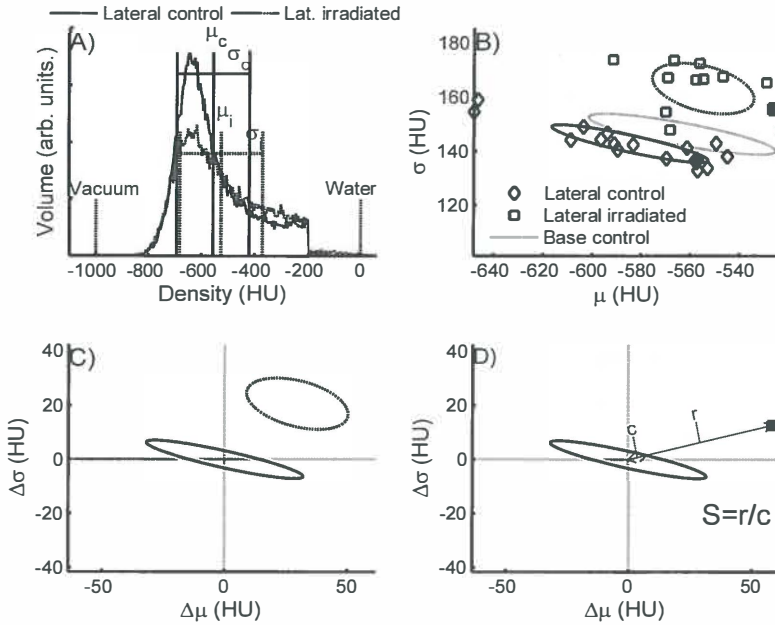 Lateral control Lat. irradiated
A)
μc
σc
μi
σi
Vacuum
Water
Volume (arb. units.)
-1000 -800 -600 -400 -200 0
Density (HU)
B)
180
160
140
120
σ (HU)
Lateral control
Lateral irradiated
Base control
-640 -620 -600 -580 -560 -540
μ (HU)
C)
40
20
0
-20
-40
Δσ (HU)
0 50
Δμ (HU)
D)
40
20
0
-20
-40
Δσ (HU)
c
r
S=r/c
0 50
Δμ (HU)